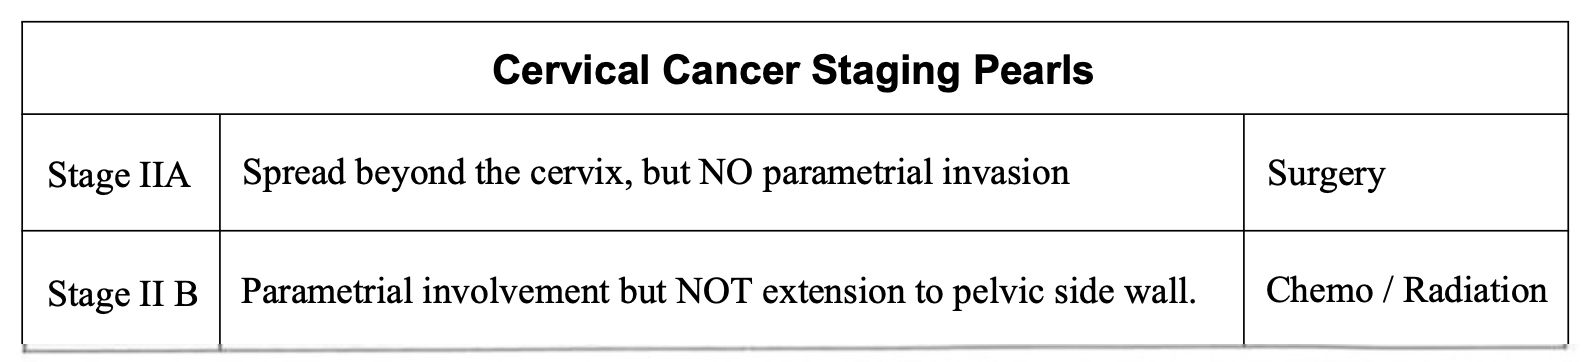 Cervical Cancer Staging Pearls
Stage IIA Spread beyond the cervix, but NO parametrial invasion Surgery
Stage II B Parametrial involvement but NOT extension to pelvic side wall. Chemo / Radiation